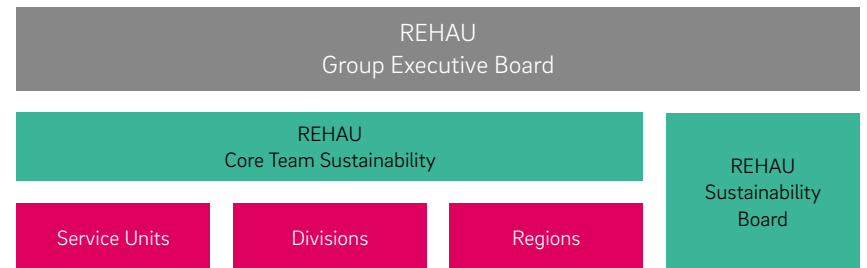 REHAU
Group Executive Board
REHAU
Core Team Sustainability
REHAU
Sustainability
Board
Service Units
Divisions
Regions